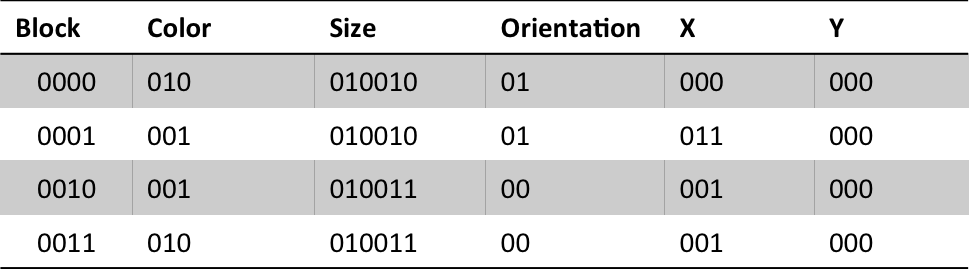 Block Color Size Orientation X Y
0000 010 010010 01 000 000
0001 001 010010 01 011 000
0010 001 010011 00 001 000
0011 010 010011 00 001 000